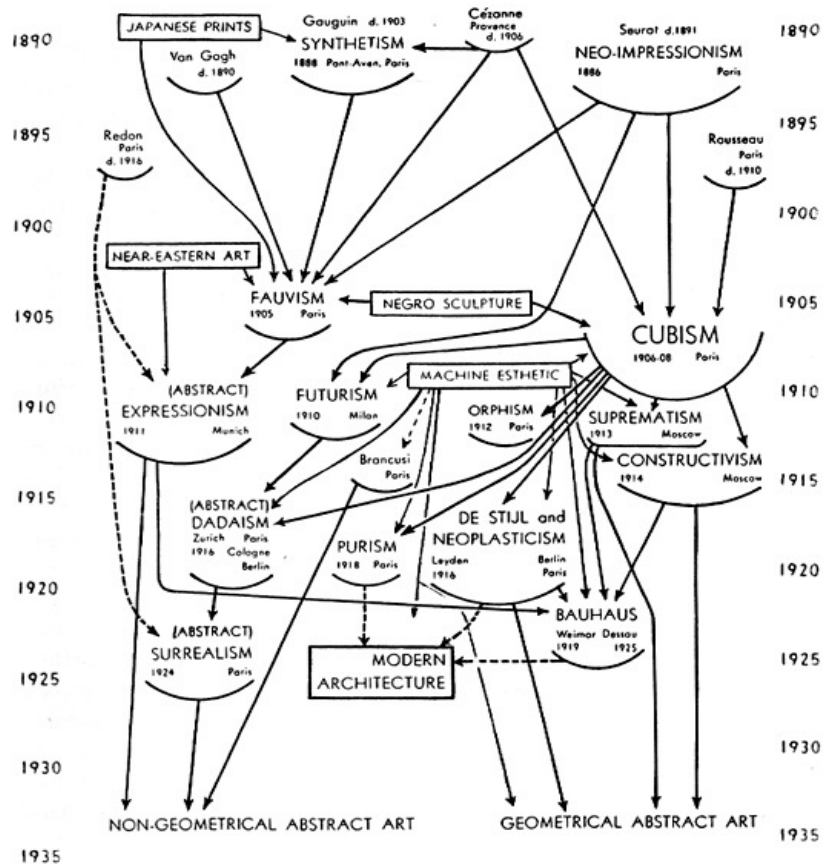 1890
JAPANESE PRINTS
Gauguin d. 1903
SYNTHETISM
1888 Pont-Aven, Paris
Cézanne
Provence
d. 1906
Seurat d.1891
NEO-IMPRESSIONISM
1886 Paris
1890
Van Gogh
d. 1890
1895
Redon
Paris
d. 1916
Rousseau
Paris
d. 1910
1895
1900
1900
NEAR-EASTERN ART
FAUVISM
1905 Paris
NEGRO SCULPTURE
CUBISM
1906-08 Paris
1905
1905
(ABSTRACT)
EXPRESSIONISM
1911 Munich
FUTURISM
1910 Milan
MACHINE ESTHETIC
ORPHISM
1912 Paris
SUPREMATISM
1913 Moscow
1910
1910
Brancusi
Paris
CONSTRUCTIVISM
1914 Moscow
1915
1915
(ABSTRACT)
DADAISM
Zurich Paris
1916 Cologne
Berlin
PURISM
1918 Paris
DE STIJL and
NEOPLASTICISM
Leyden Berlin
1916 Paris
1920
1920
BAUHAUS
Weimar Dessau
1919 1925
(ABSTRACT)
SURREALISM
1924 Paris
MODERN
ARCHITECTURE
1925
1925
1930
1930
NON-GEOMETRICAL ABSTRACT ART
GEOMETRICAL ABSTRACT ART
1935
1935